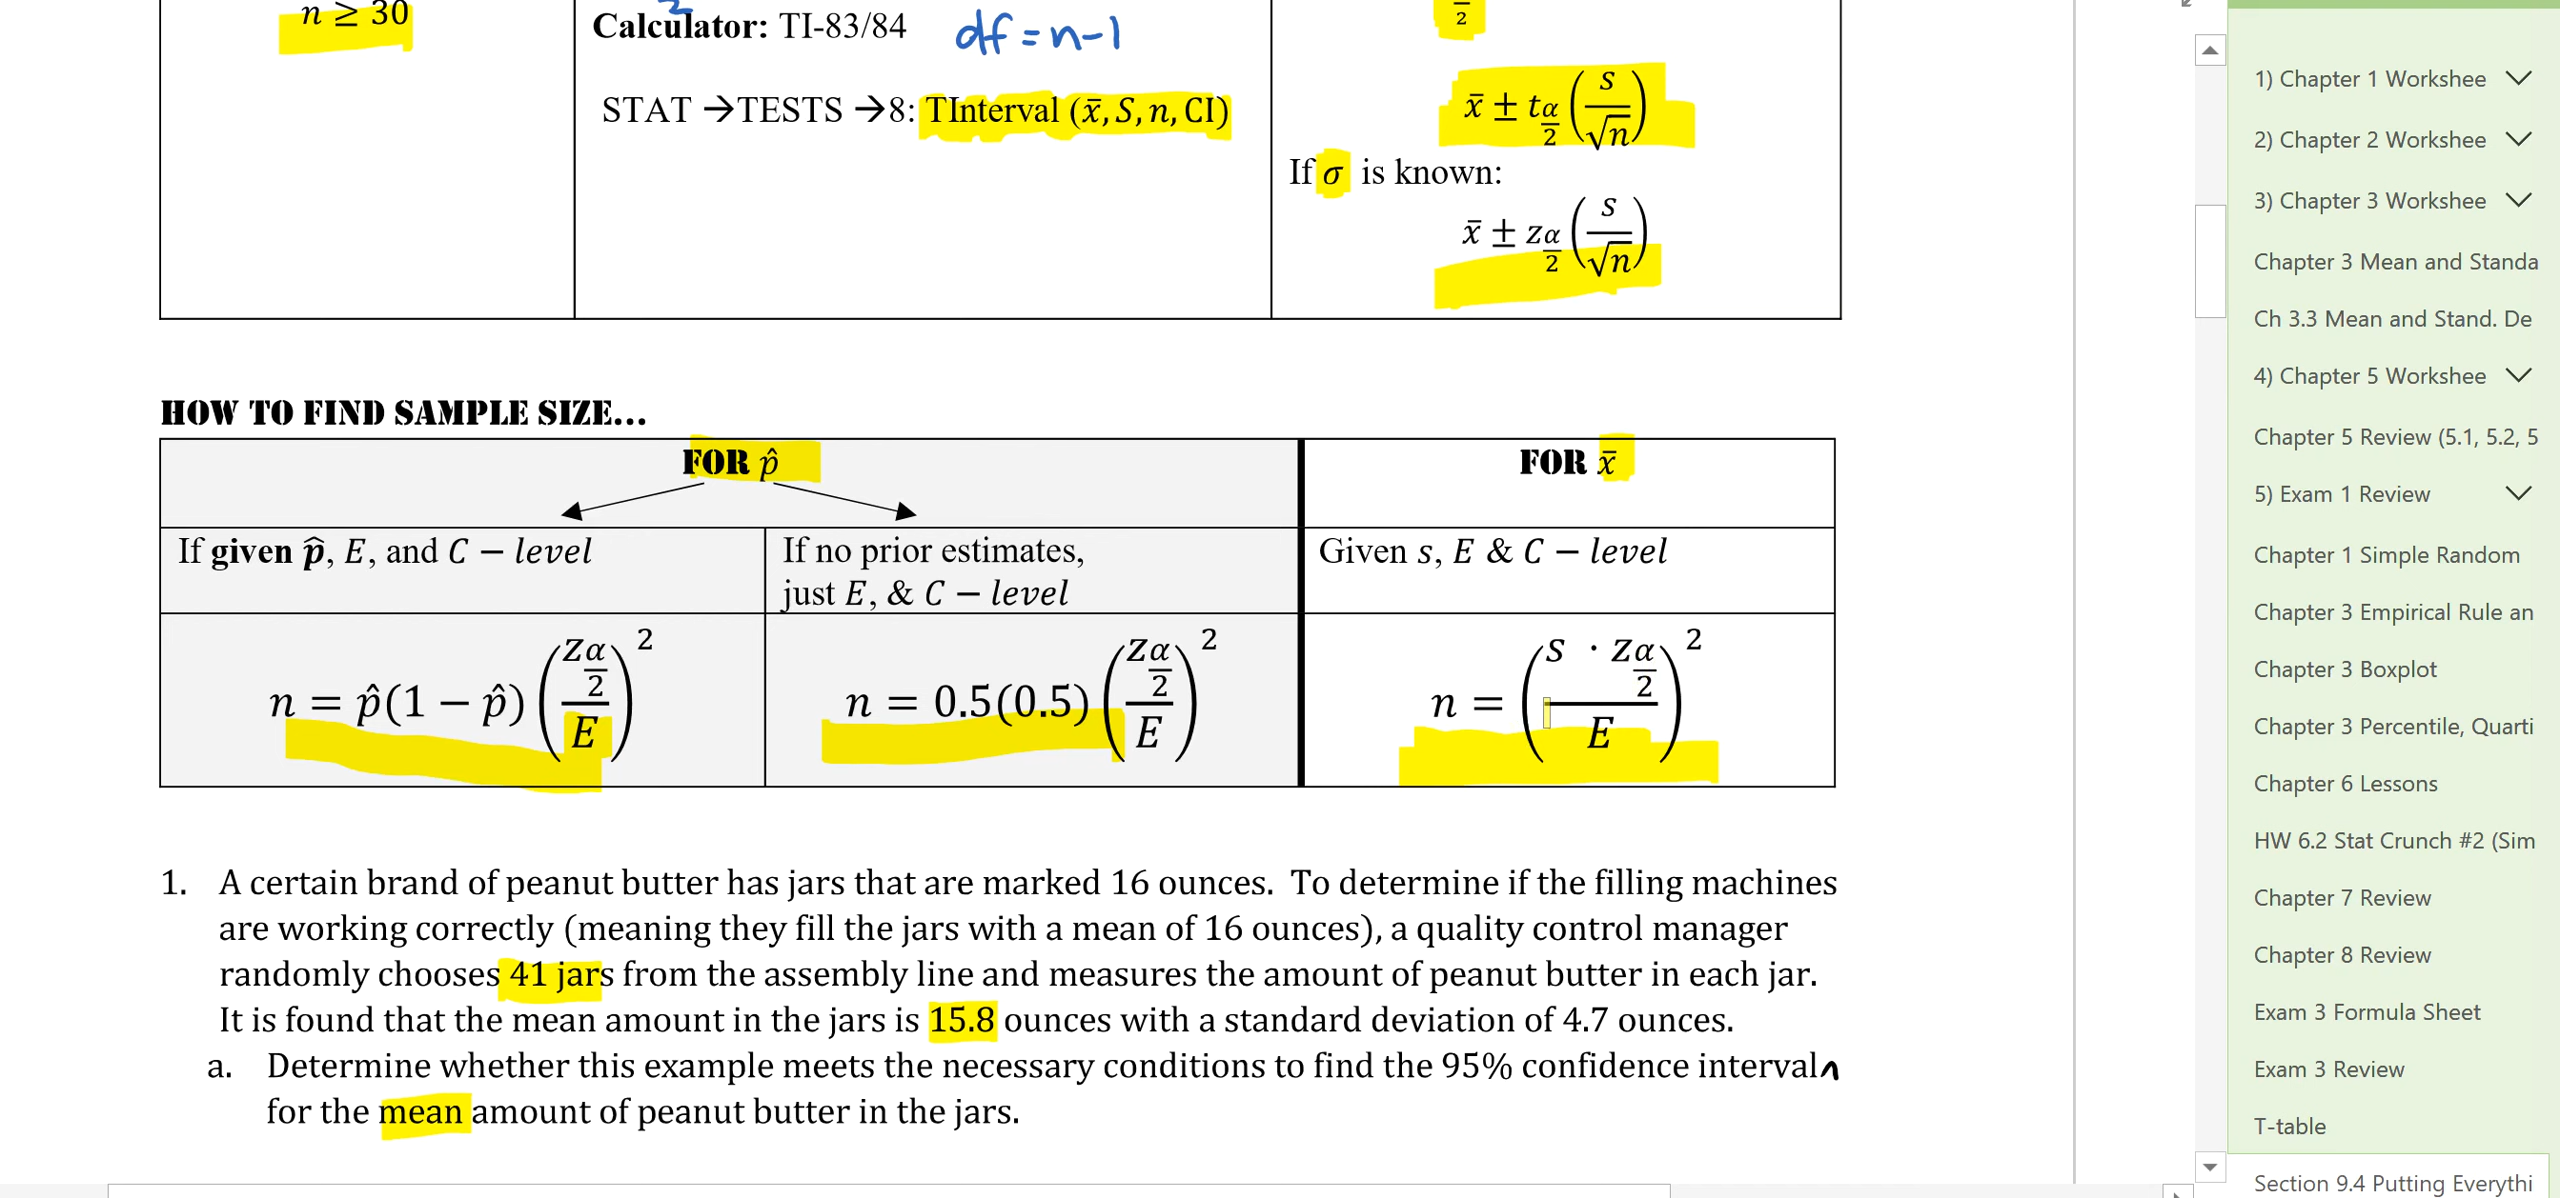 n ≥ 30
Calculator: TI-83/84
df = n-1
STAT →TESTS →8: TInterval (x̄, S, n, CI)
2
x̄ ± tα/2 (s/√n)
If σ is known:
x̄ ± zα/2 (s/√n)
HOW TO FIND SAMPLE SIZE...
FOR p̂
FOR x̄
If given p̂, E, and C − level
If no prior estimates,
just E, & C − level
Given s, E & C − level
n = p̂(1 − p̂) (zα/2 / E)²
n = 0.5(0.5) (zα/2 / E)²
n = (s · zα/2 / E)²
1. A certain brand of peanut butter has jars that are marked 16 ounces. To determine if the filling machines
are working correctly (meaning they fill the jars with a mean of 16 ounces), a quality control manager
randomly chooses 41 jars from the assembly line and measures the amount of peanut butter in each jar.
It is found that the mean amount in the jars is 15.8 ounces with a standard deviation of 4.7 ounces.
a. Determine whether this example meets the necessary conditions to find the 95% confidence interval
for the mean amount of peanut butter in the jars.
1) Chapter 1 Workshee
2) Chapter 2 Workshee
3) Chapter 3 Workshee
Chapter 3 Mean and Standa
Ch 3.3 Mean and Stand. De
4) Chapter 5 Workshee
Chapter 5 Review (5.1, 5.2, 5
5) Exam 1 Review
Chapter 1 Simple Random
Chapter 3 Empirical Rule an
Chapter 3 Boxplot
Chapter 3 Percentile, Quarti
Chapter 6 Lessons
HW 6.2 Stat Crunch #2 (Sim
Chapter 7 Review
Chapter 8 Review
Exam 3 Formula Sheet
Exam 3 Review
T-table
Section 9.4 Putting Everythi